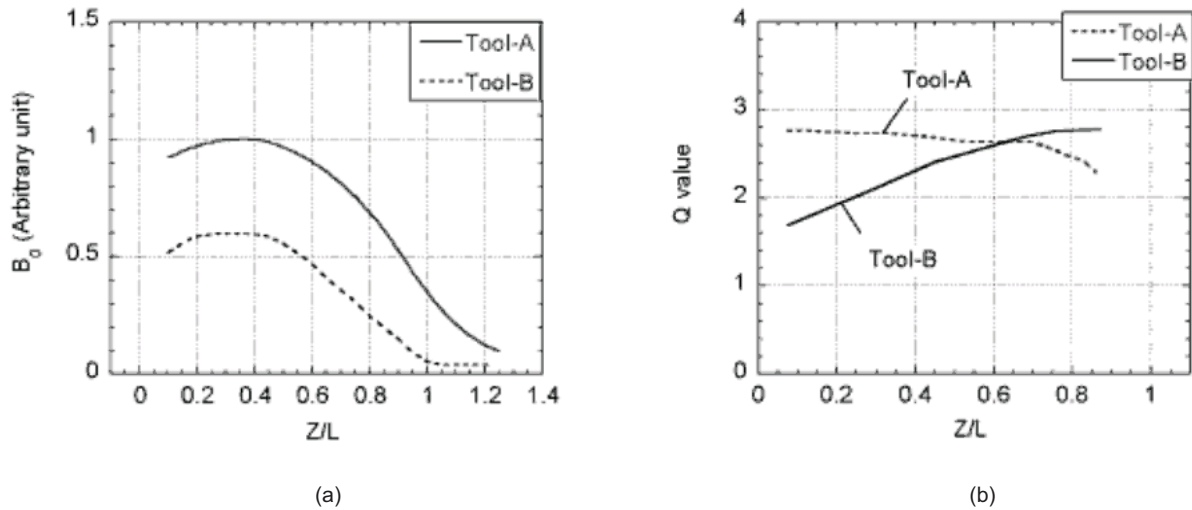 1.5
Tool-A
Tool-B
1
0.5
0
B0 (Arbitrary unit)
0 0.2 0.4 0.6 0.8 1 1.2 1.4
Z/L
(a)
4
Tool-A
Tool-B
Tool-A
3
2
Tool-B
1
0
Q value
0 0.2 0.4 0.6 0.8 1
Z/L
(b)